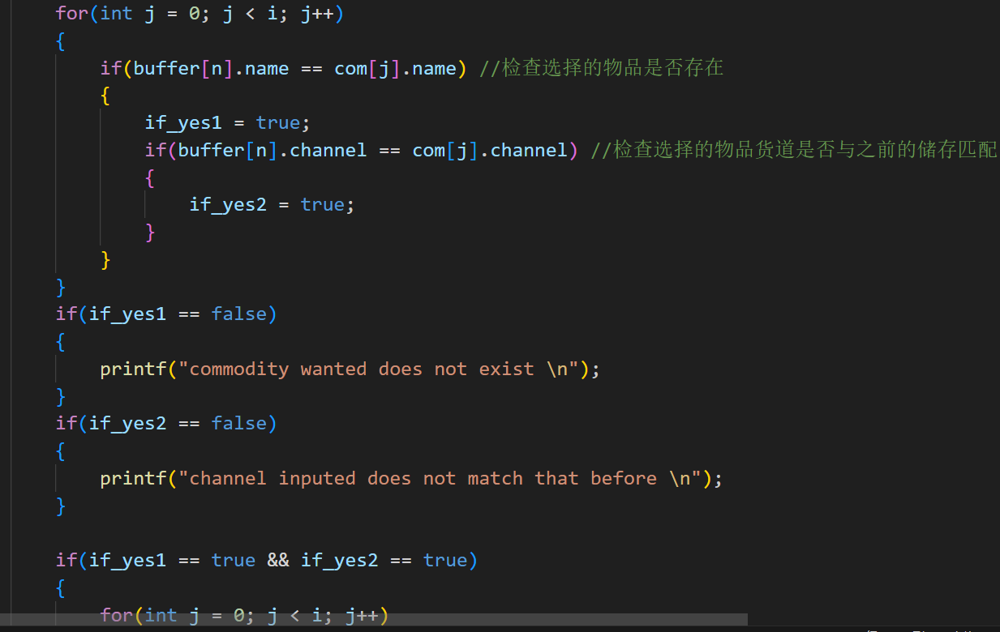 for(int j = 0; j < i; j++)
{
if(buffer[n].name == com[j].name) //检查选择的物品是否存在
{
if_yes1 = true;
if(buffer[n].channel == com[j].channel) //检查选择的物品货道是否与之前的储存匹配
{
if_yes2 = true;
}
}
}
if(if_yes1 == false)
{
printf("commodity wanted does not exist \n");
}
if(if_yes2 == false)
{
printf("channel inputed does not match that before \n");
}
if(if_yes1 == true && if_yes2 == true)
{
for(int j = 0; j < i; j++)